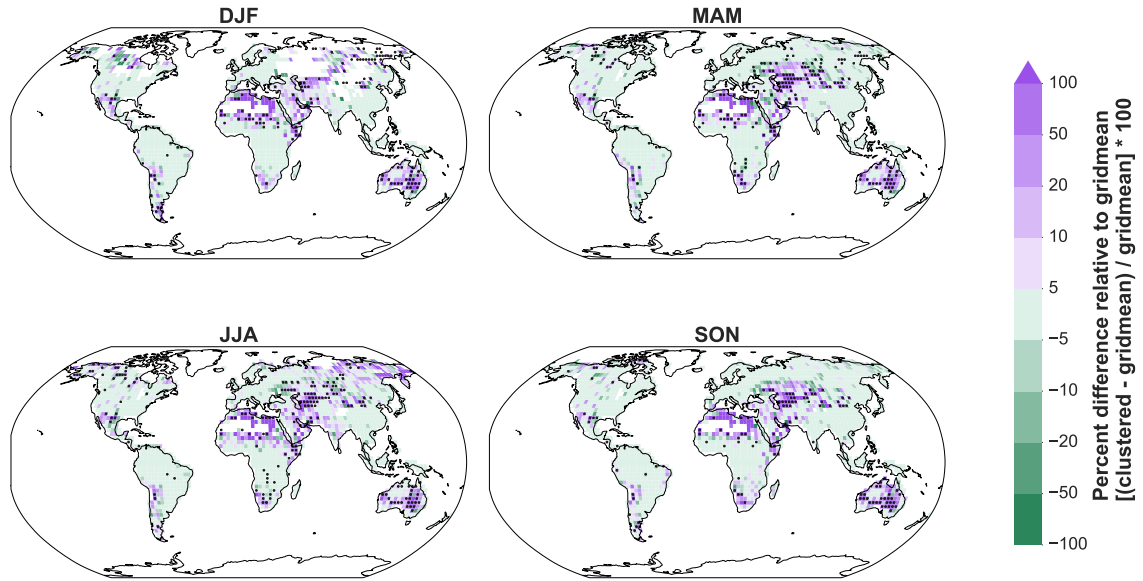 DJF
MAM
JJA
SON
100
50
20
10
5
−5
−10
−20
−50
−100
Percent difference relative to gridmean
[(clustered - gridmean) / gridmean] * 100